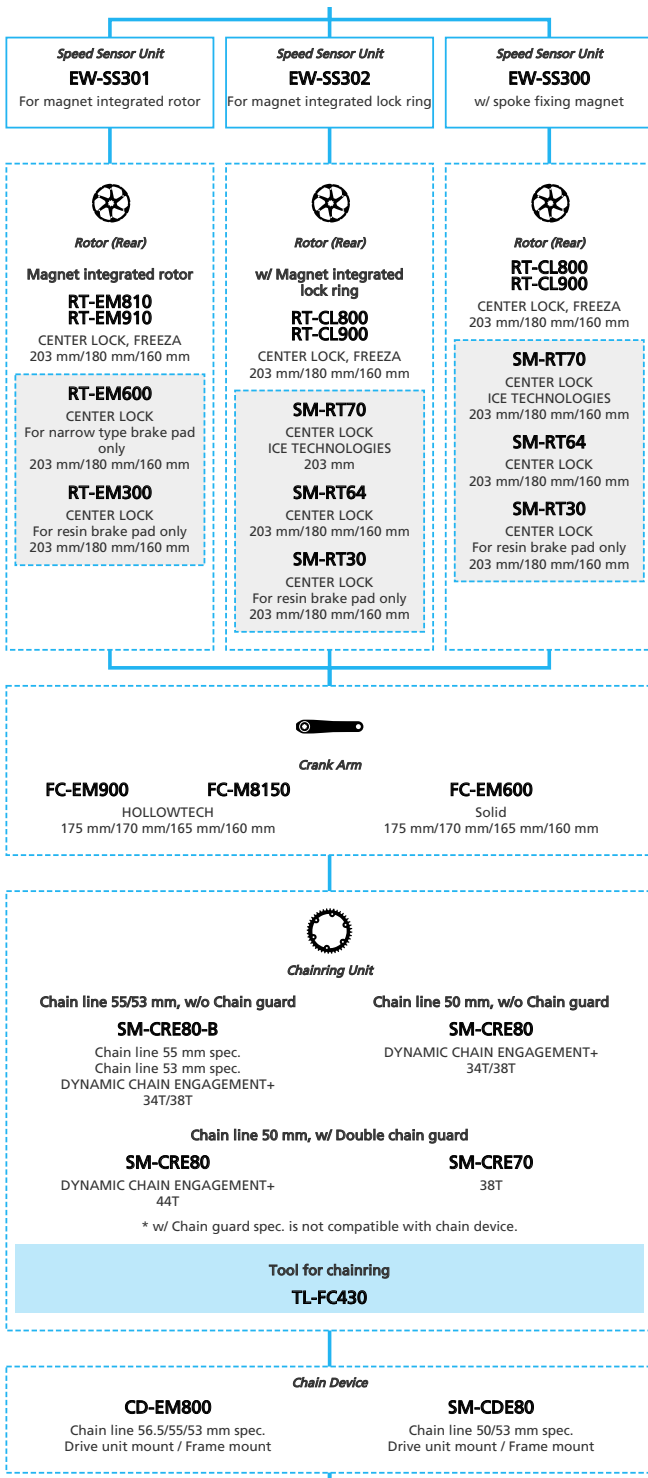 Speed Sensor Unit
EW-SS301
For magnet integrated rotor
Speed Sensor Unit
EW-SS302
For magnet integrated lock ring
Speed Sensor Unit
EW-SS300
w/ spoke fixing magnet
Rotor (Rear)
Magnet integrated rotor
RT-EM810
RT-EM910
CENTER LOCK, FREEZA
203 mm/180 mm/160 mm
RT-EM600
CENTER LOCK
For narrow type brake pad
only
203 mm/180 mm/160 mm
RT-EM300
CENTER LOCK
For resin brake pad only
203 mm/180 mm/160 mm
Rotor (Rear)
w/ Magnet integrated
lock ring
RT-CL800
RT-CL900
CENTER LOCK, FREEZA
203 mm/180 mm/160 mm
SM-RT70
CENTER LOCK
ICE TECHNOLOGIES
203 mm
SM-RT64
CENTER LOCK
203 mm/180 mm/160 mm
SM-RT30
CENTER LOCK
For resin brake pad only
203 mm/180 mm/160 mm
Rotor (Rear)
RT-CL800
RT-CL900
CENTER LOCK, FREEZA
203 mm/180 mm/160 mm
SM-RT70
CENTER LOCK
ICE TECHNOLOGIES
203 mm/180 mm/160 mm
SM-RT64
CENTER LOCK
203 mm/180 mm/160 mm
SM-RT30
CENTER LOCK
For resin brake pad only
203 mm/180 mm/160 mm
Crank Arm
FC-EM900 FC-M8150
HOLLOWTECH
175 mm/170 mm/165 mm/160 mm
FC-EM600
Solid
175 mm/170 mm/165 mm/160 mm
Chainring Unit
Chain line 55/53 mm, w/o Chain guard
SM-CRE80-B
Chain line 55 mm spec.
Chain line 53 mm spec.
DYNAMIC CHAIN ENGAGEMENT+
34T/38T
Chain line 50 mm, w/o Chain guard
SM-CRE80
DYNAMIC CHAIN ENGAGEMENT+
34T/38T
Chain line 50 mm, w/ Double chain guard
SM-CRE80
DYNAMIC CHAIN ENGAGEMENT+
44T
SM-CRE70
38T
* w/ Chain guard spec. is not compatible with chain device.
Tool for chainring
TL-FC430
Chain Device
CD-EM800
Chain line 56.5/55/53 mm spec.
Drive unit mount / Frame mount
SM-CDE80
Chain line 50/53 mm spec.
Drive unit mount / Frame mount